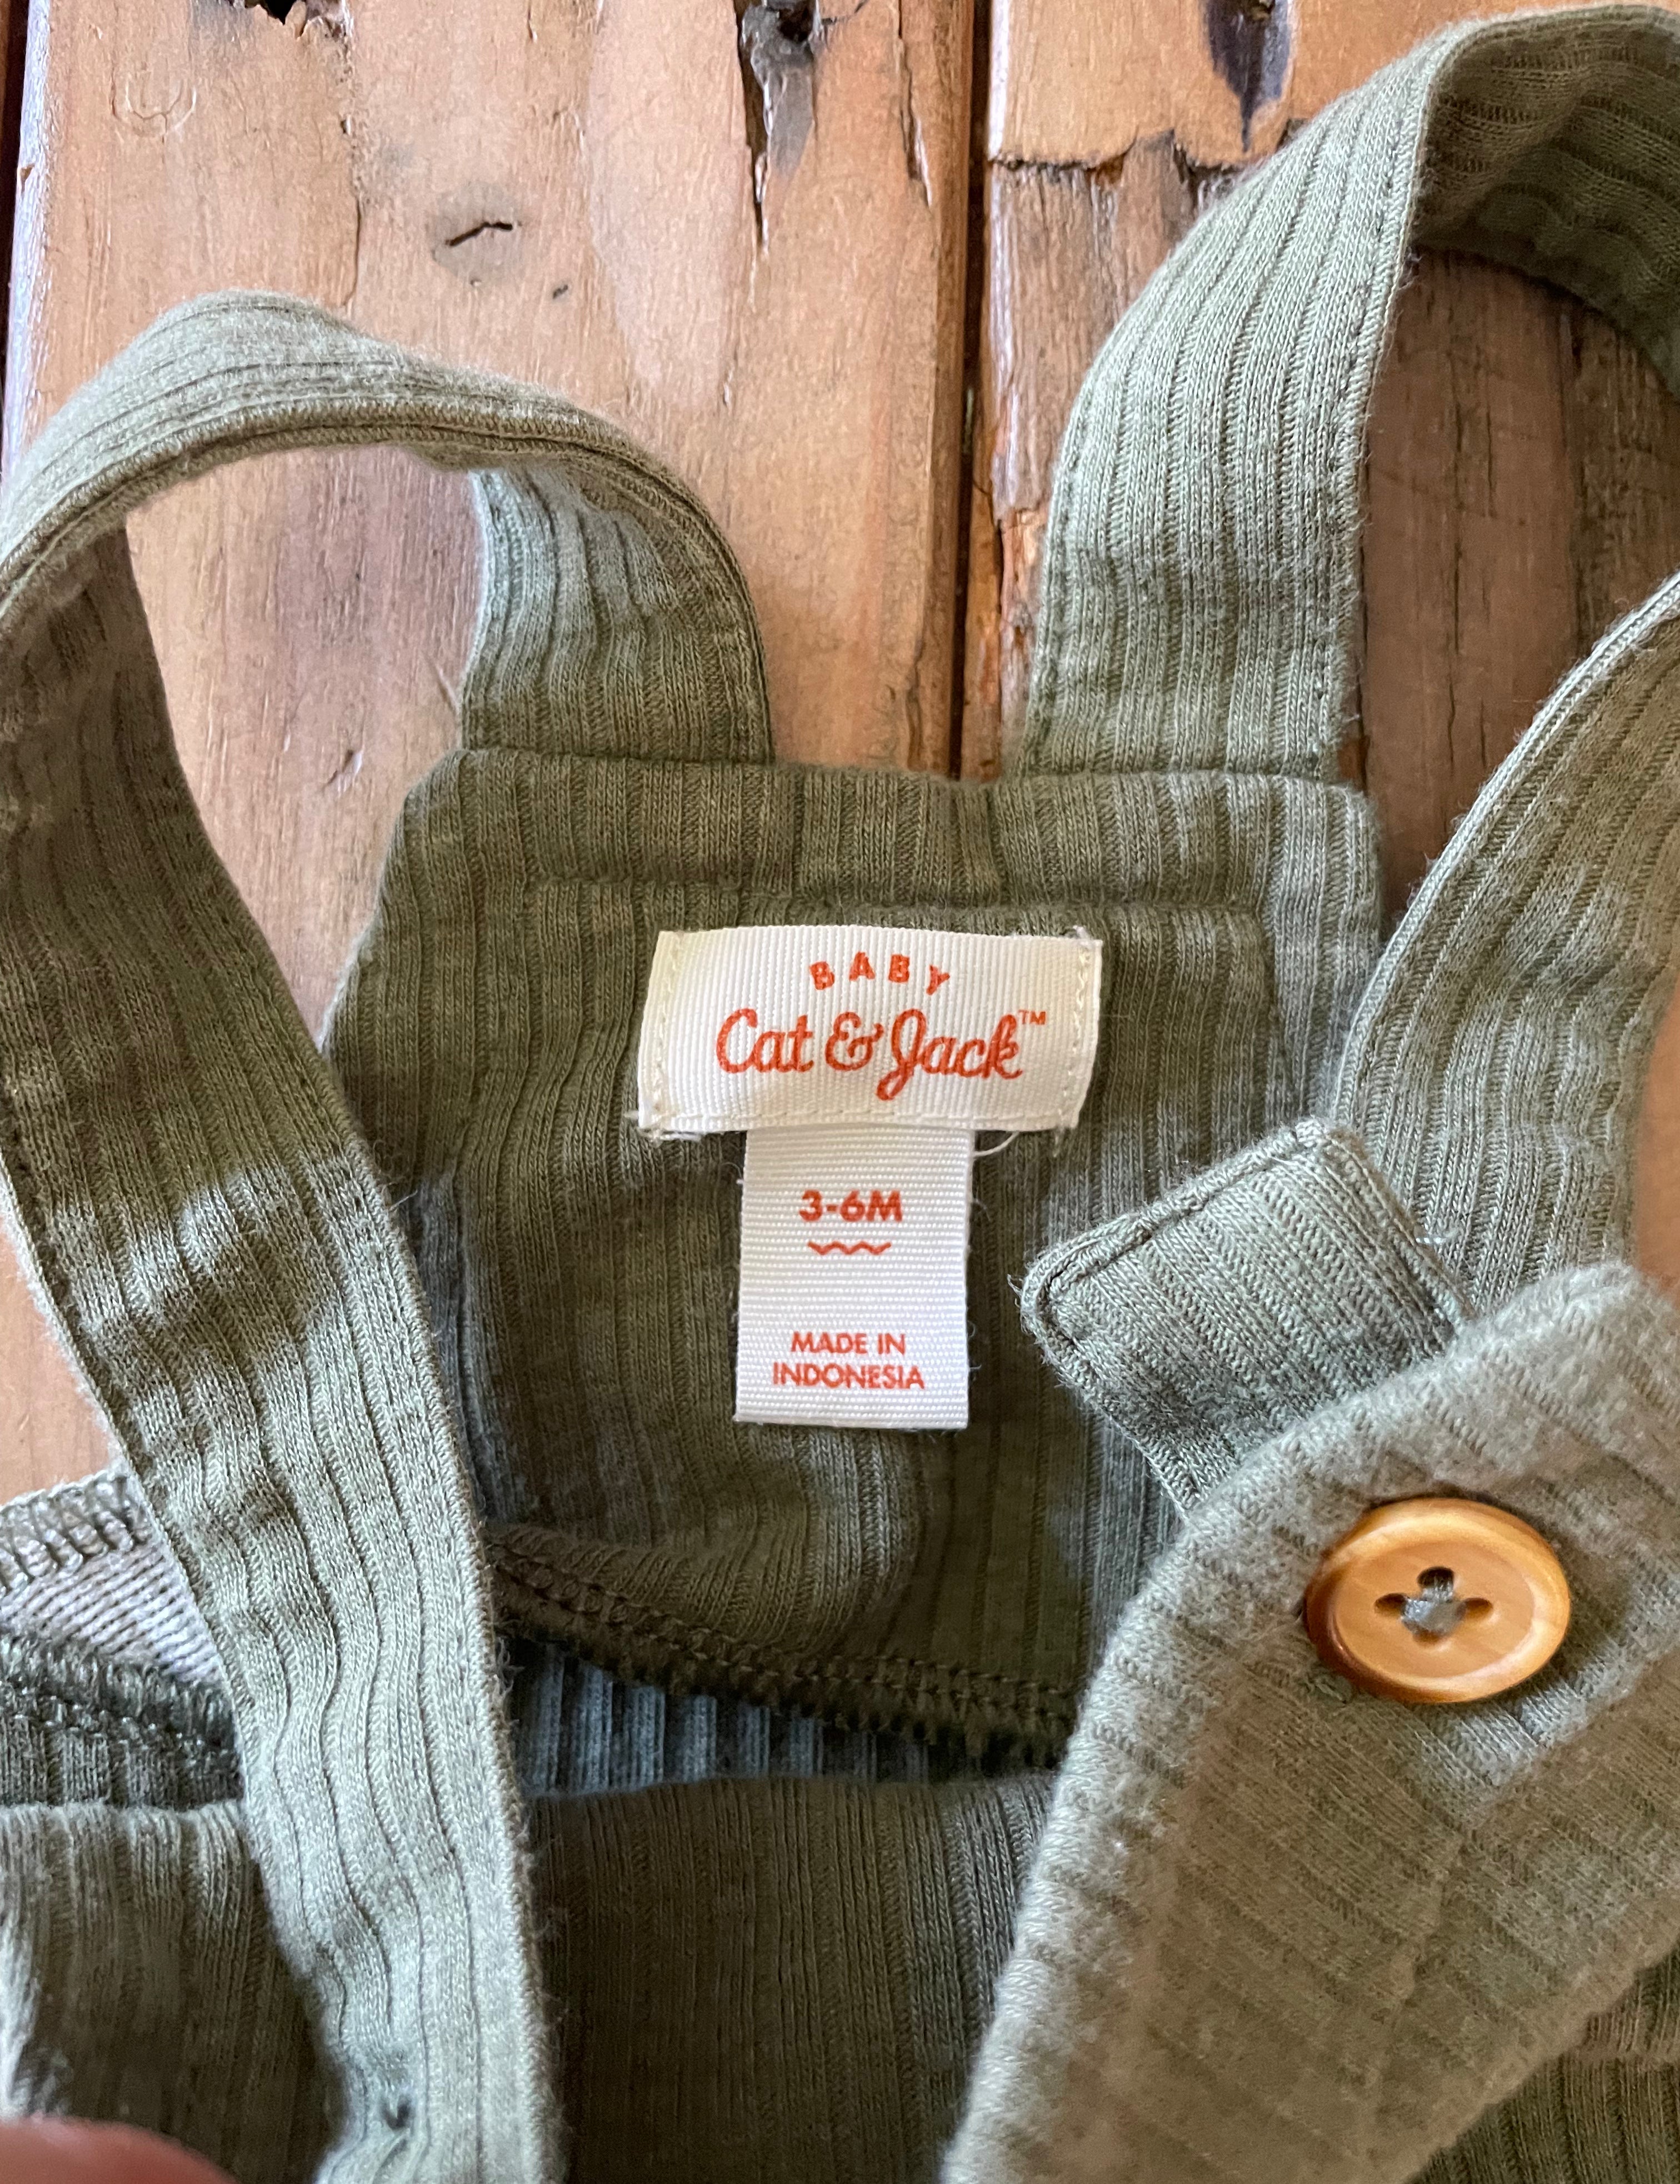 BABY
Cat & Jack™
3-6M
MADE IN
INDONESIA